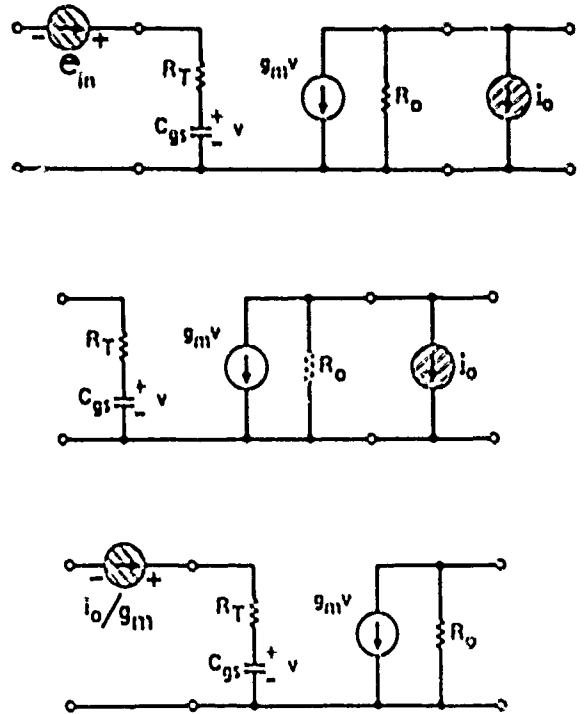 - +
e_in
R_T
C_gs + - v
g_m v
R_o
i_o
R_T
C_gs + - v
g_m v
R_o
i_o
- +
i_o/g_m
R_T
C_gs + - v
g_m v
R_o